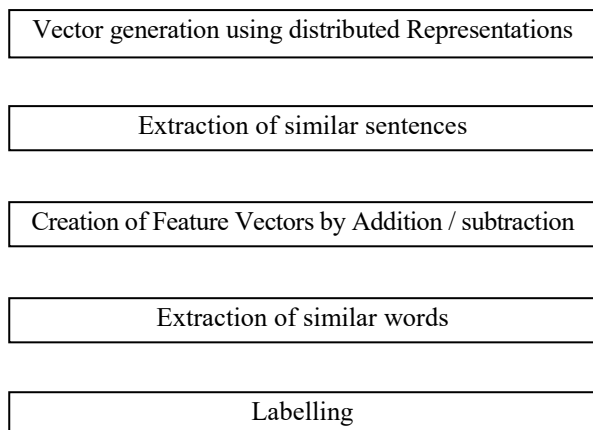 Vector generation using distributed Representations
Extraction of similar sentences
Creation of Feature Vectors by Addition / subtraction
Extraction of similar words
Labelling